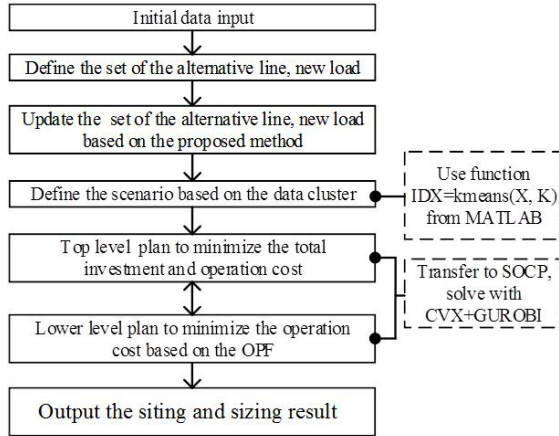 Initial data input
Define the set of the alternative line, new load
Update the set of the alternative line, new load
based on the proposed method
Define the scenario based on the data cluster
Use function
IDX=kmeans(X, K)
from MATLAB
Top level plan to minimize the total
investment and operation cost
Transfer to SOCP,
solve with
CVX+GUROBI
Lower level plan to minimize the operation
cost based on the OPF
Output the siting and sizing result